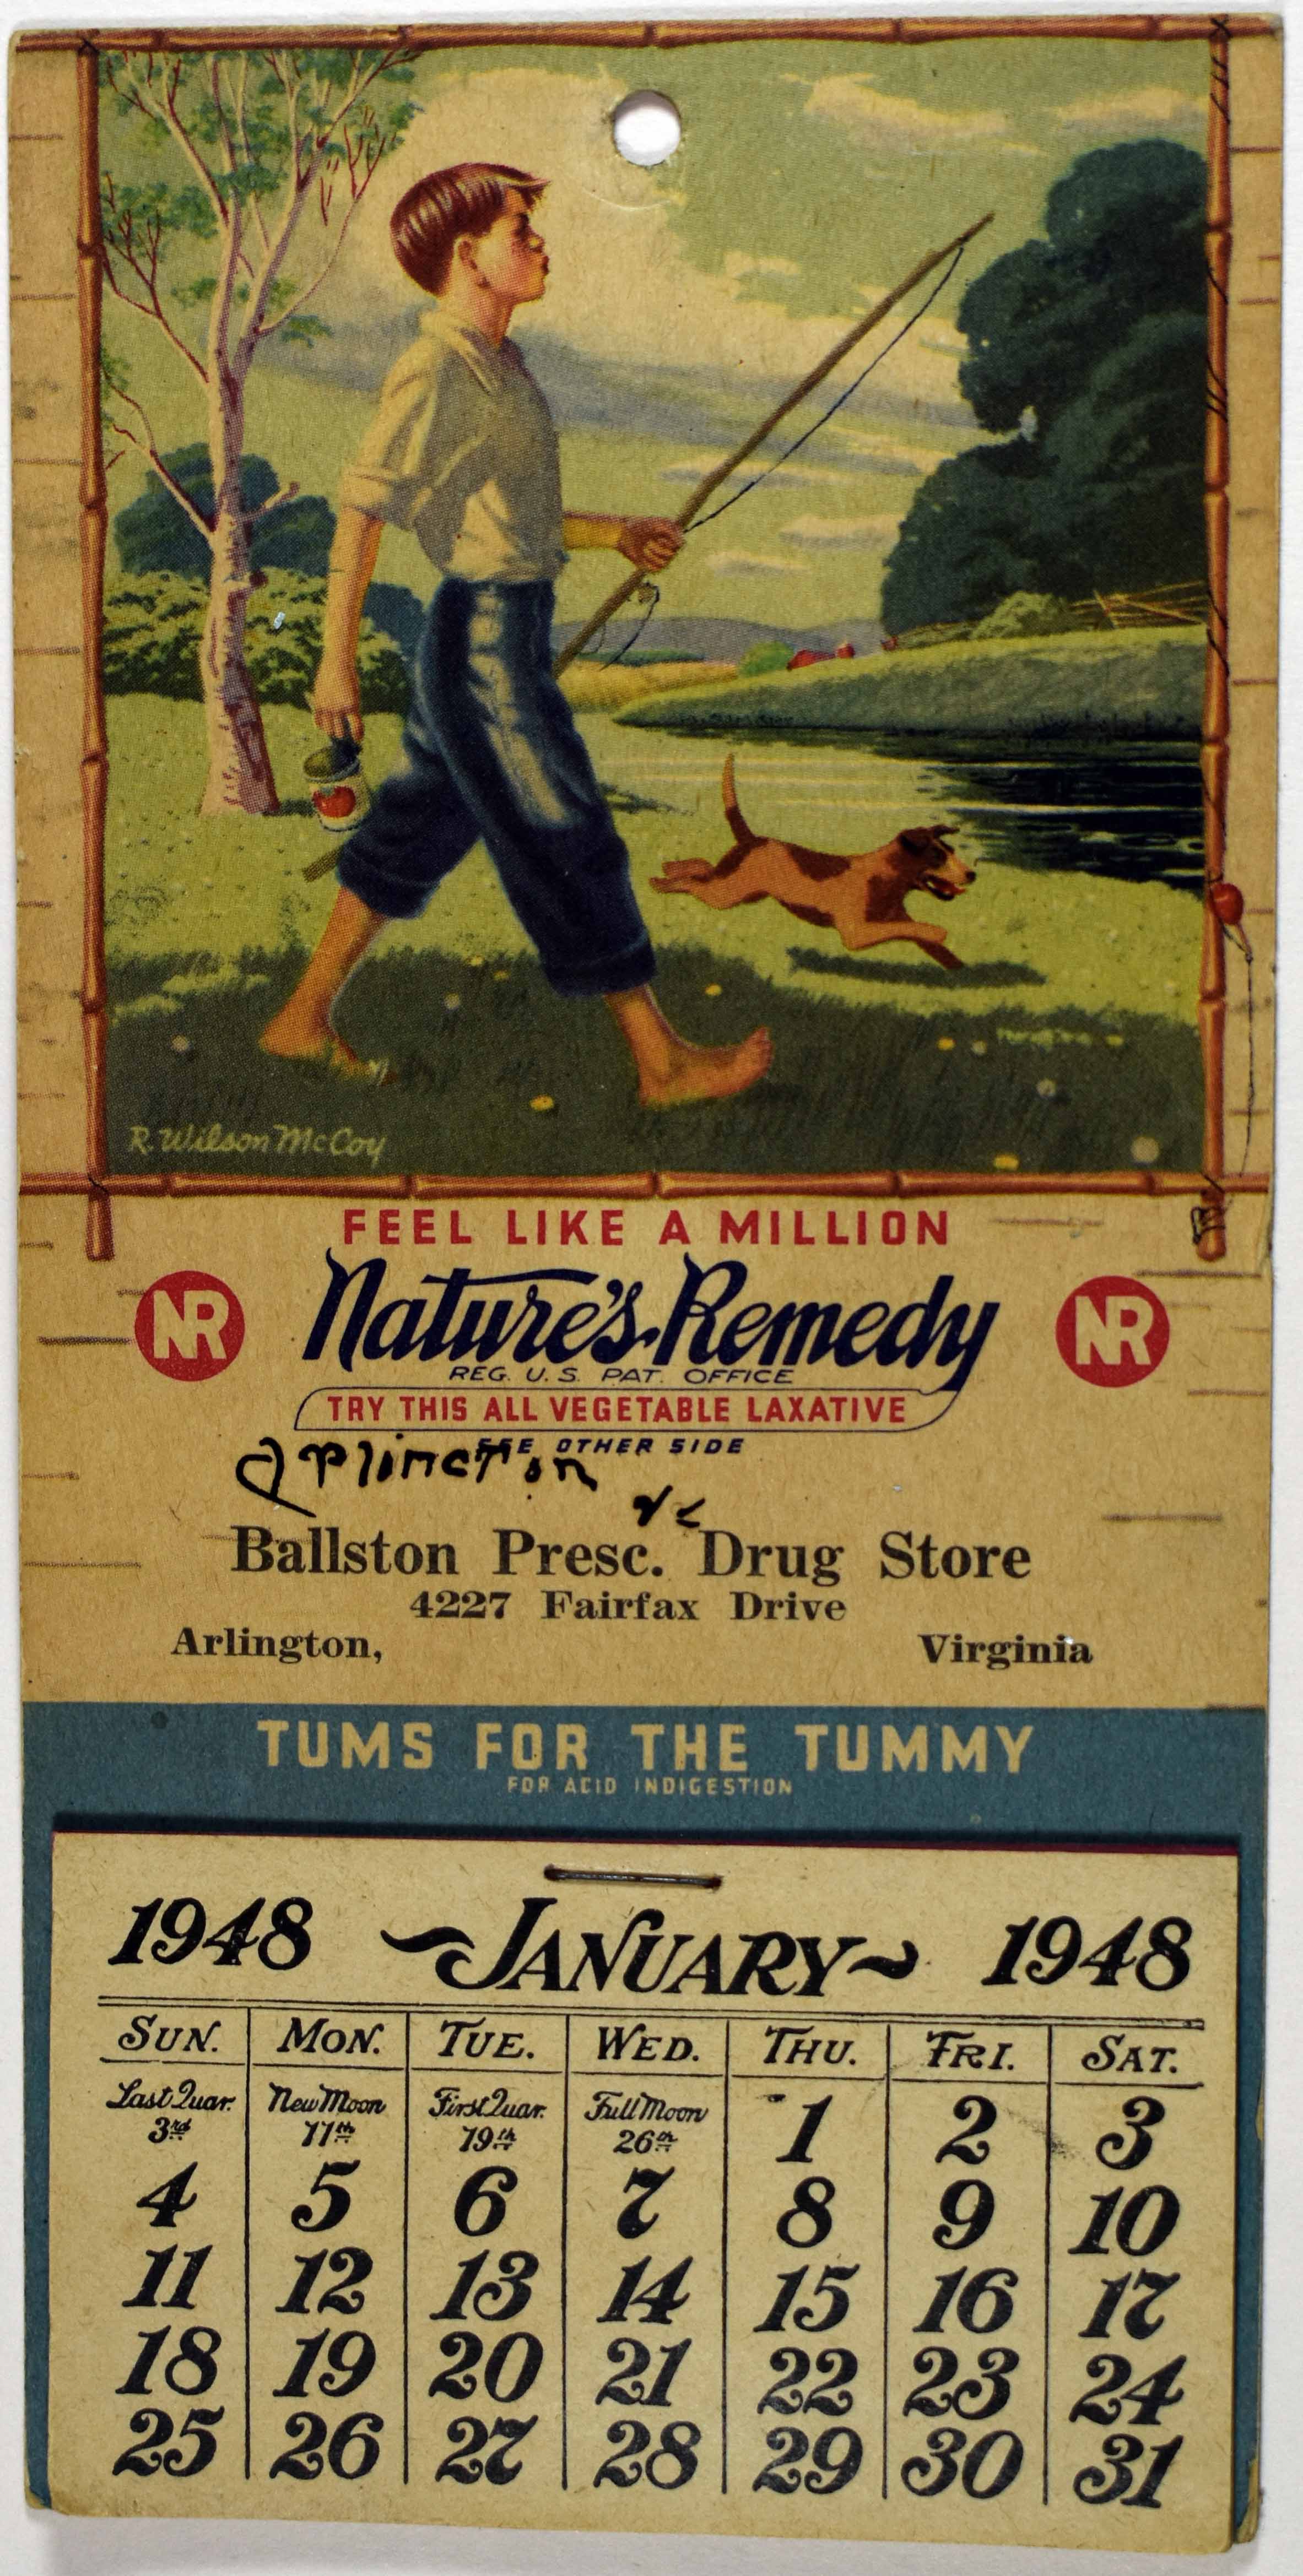 R. Wilson McCoy
FEEL LIKE A MILLION
NR Nature's Remedy NR
REG. U. S. PAT. OFFICE
TRY THIS ALL VEGETABLE LAXATIVE
SEE OTHER SIDE
Ballston Presc. Drug Store
4227 Fairfax Drive
Arlington, Virginia
TUMS FOR THE TUMMY
FOR ACID INDIGESTION
1948 ~JANUARY~ 1948
SUN. MON. TUE. WED. THU. FRI. SAT.
Last Quar. 3rd New Moon 11th First Quar. 19th Full Moon 26th 1 2 3
4 5 6 7 8 9 10
11 12 13 14 15 16 17
18 19 20 21 22 23 24
25 26 27 28 29 30 31